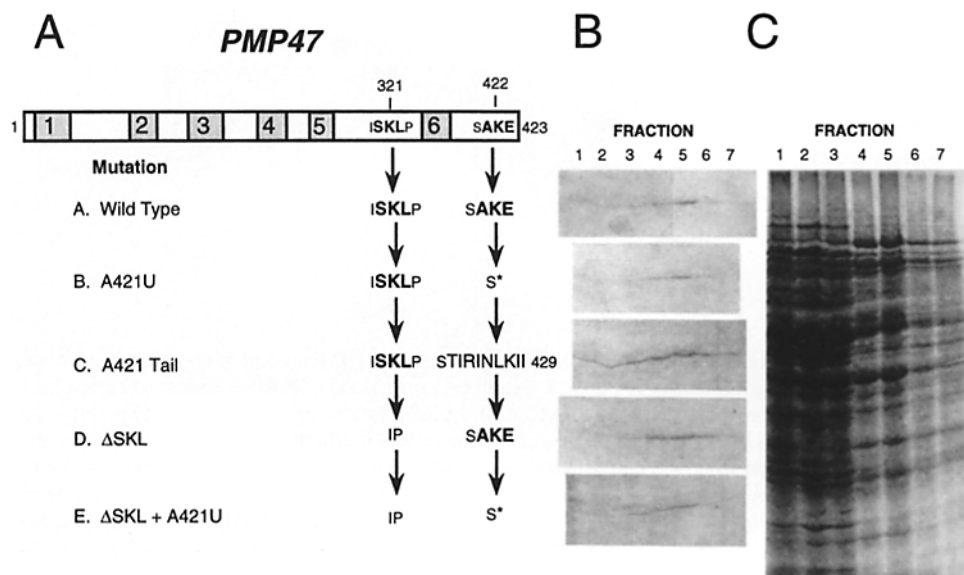 A
PMP47
321
422
1
1
2
3
4
5
ISKLP
6
SAKE
423
Mutation
A. Wild Type
ISKLP
SAKE
B. A421U
ISKLP
S*
C. A421 Tail
ISKLP
STIRINLKII 429
D. ΔSKL
IP
SAKE
E. ΔSKL + A421U
IP
S*
B
FRACTION
1 2 3 4 5 6 7
C
FRACTION
1 2 3 4 5 6 7